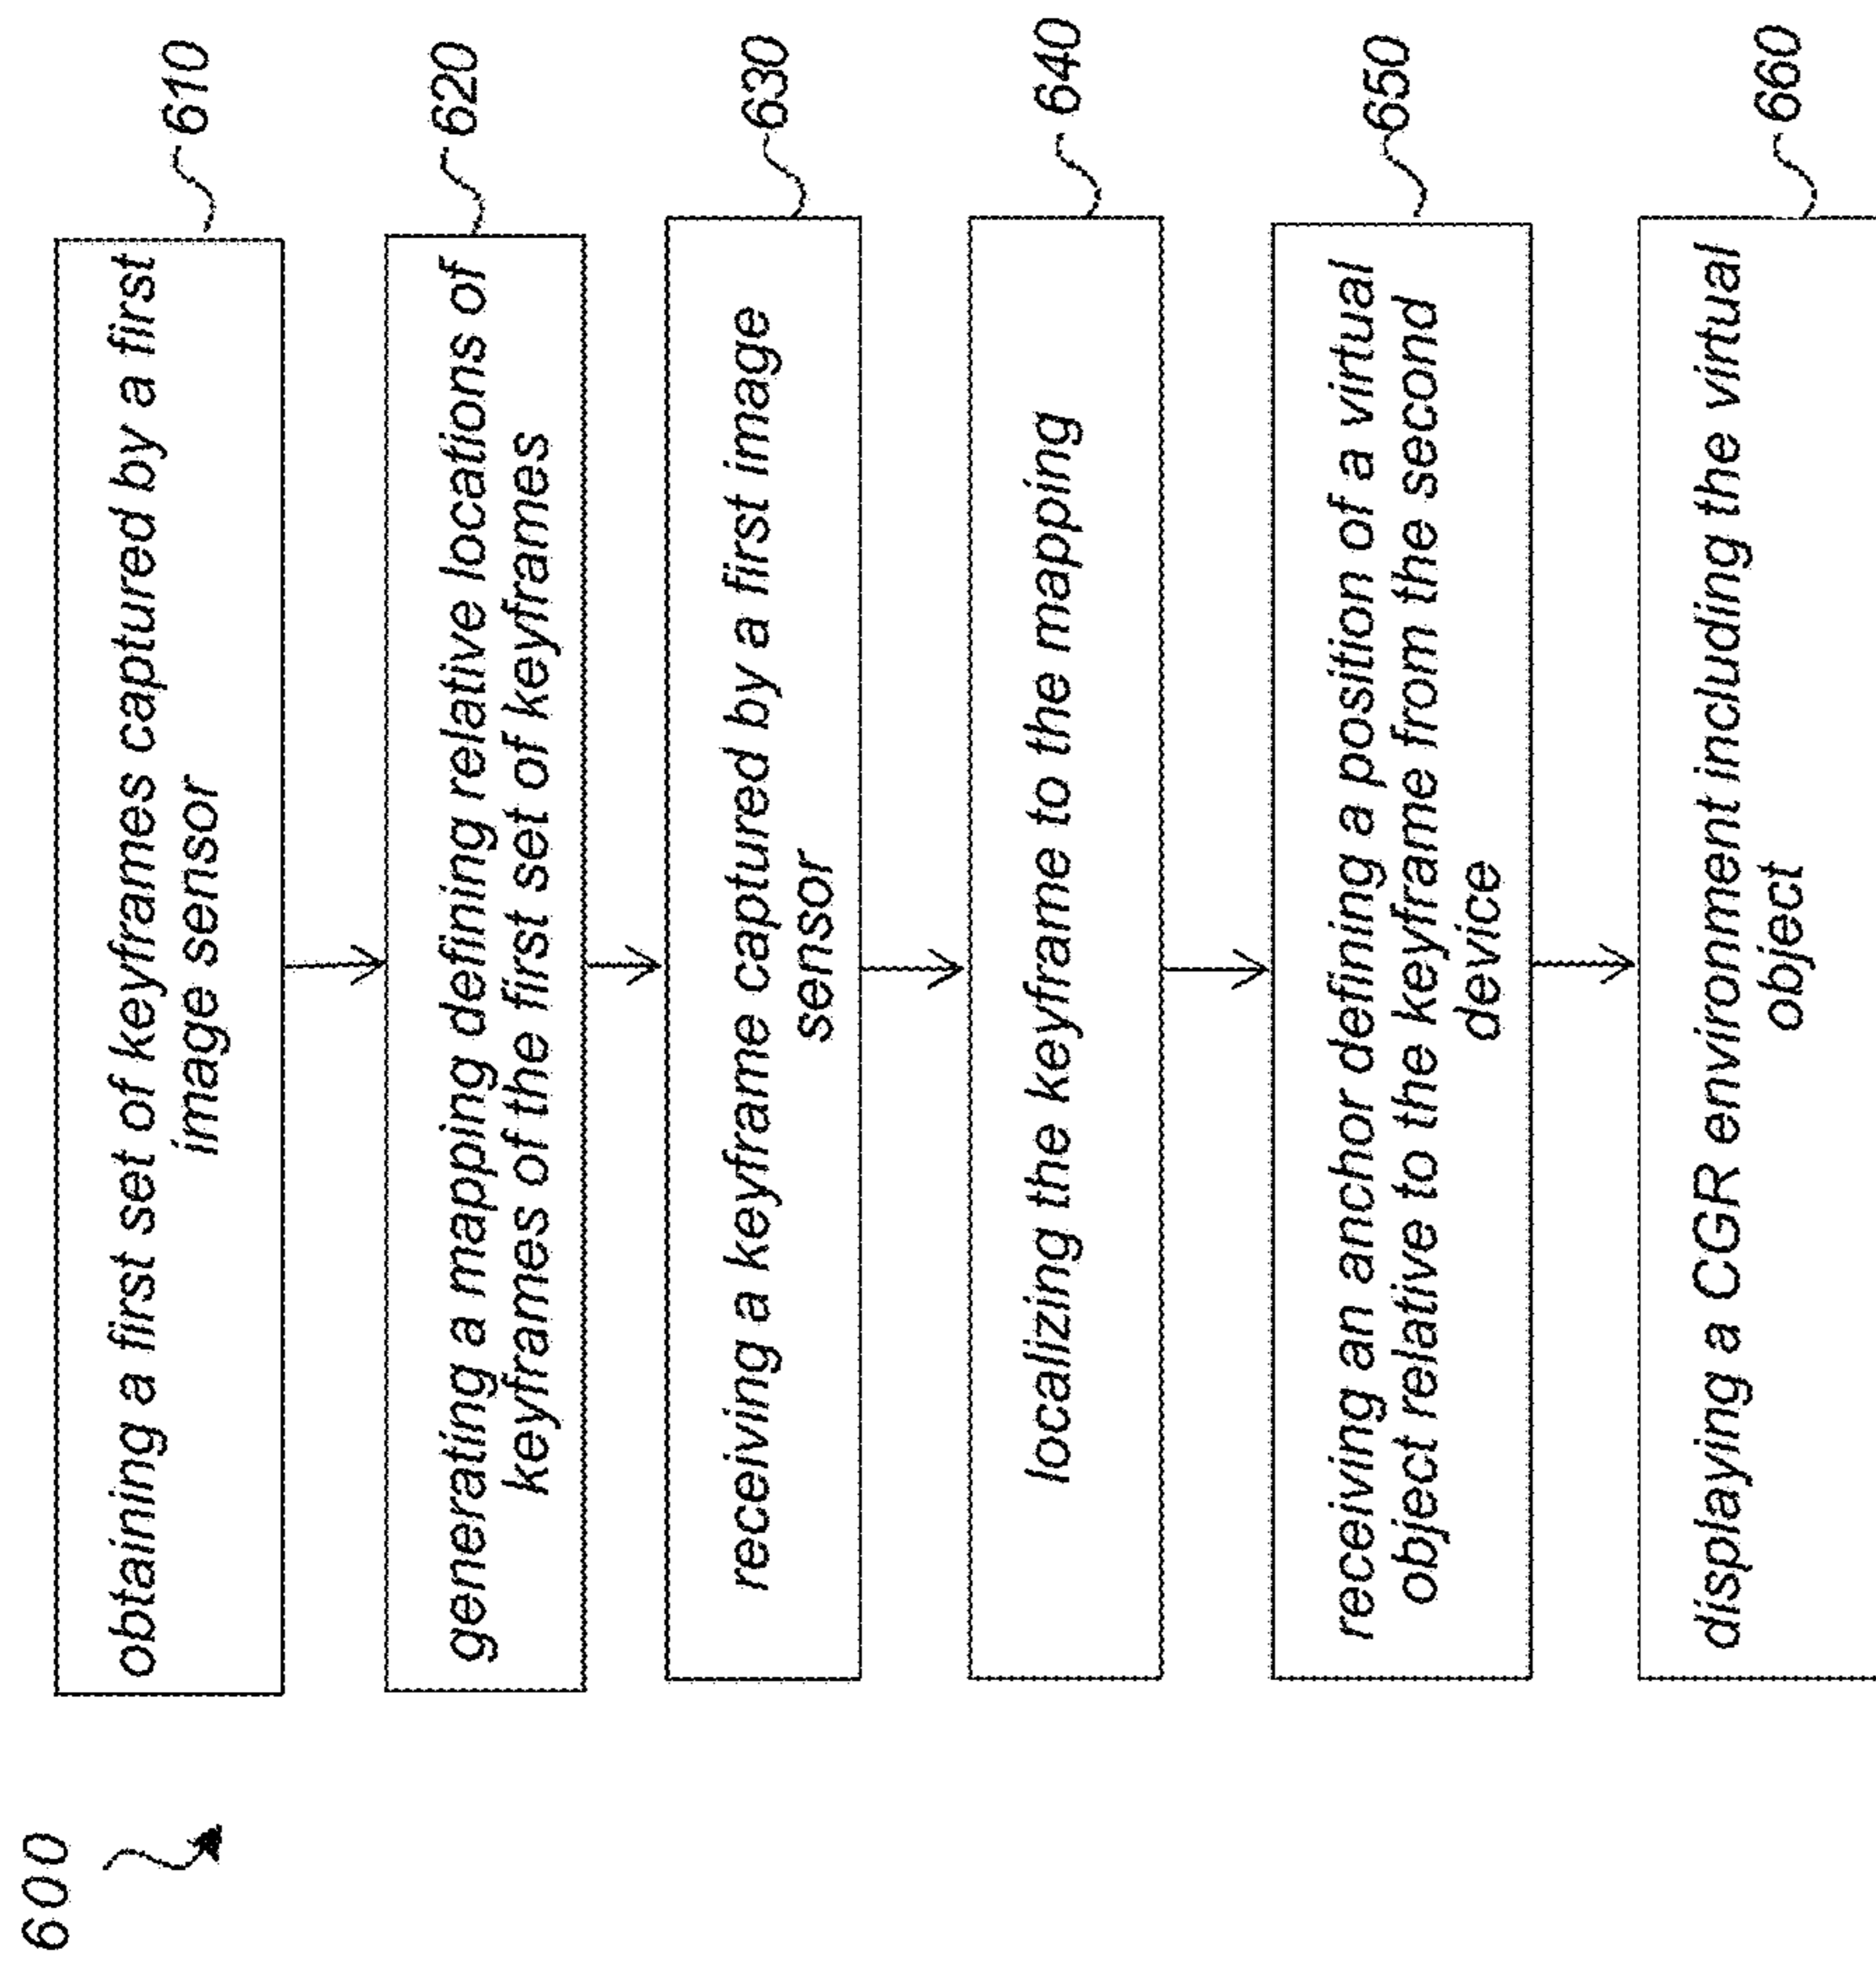 600
obtaining a first set of keyframes captured by a first
image sensor
610
generating a mapping defining relative locations of
keyframes of the first set of keyframes
620
receiving a keyframe captured by a first image
sensor
630
localizing the keyframe to the mapping
640
receiving an anchor defining a position of a virtual
object relative to the keyframe from the second
device
650
displaying a CGR environment including the virtual
object
660